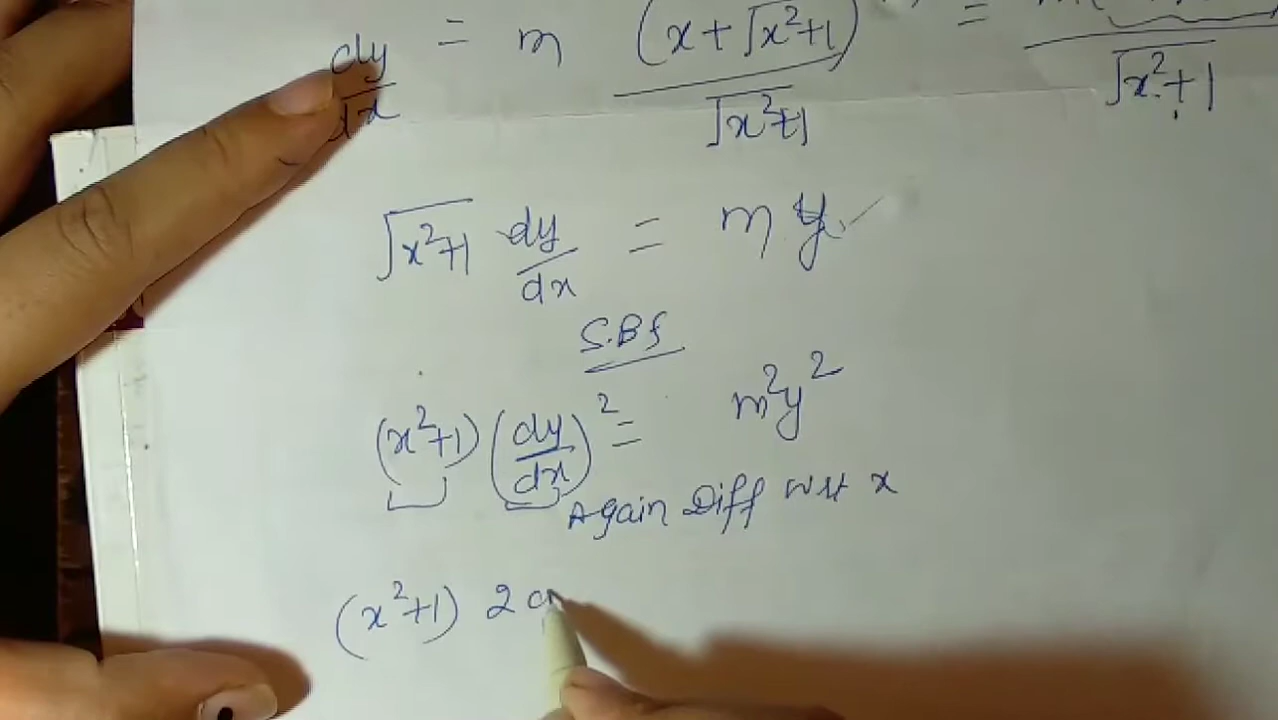 dy/dx = m (x+√x²+1)/√x²+1 = m(/√x²+1
√x²+1 dy/dx = my
S.B.S
(x²+1)(dy/dx)² = m²y²
Again Diff wrt x
(x²+1) 2